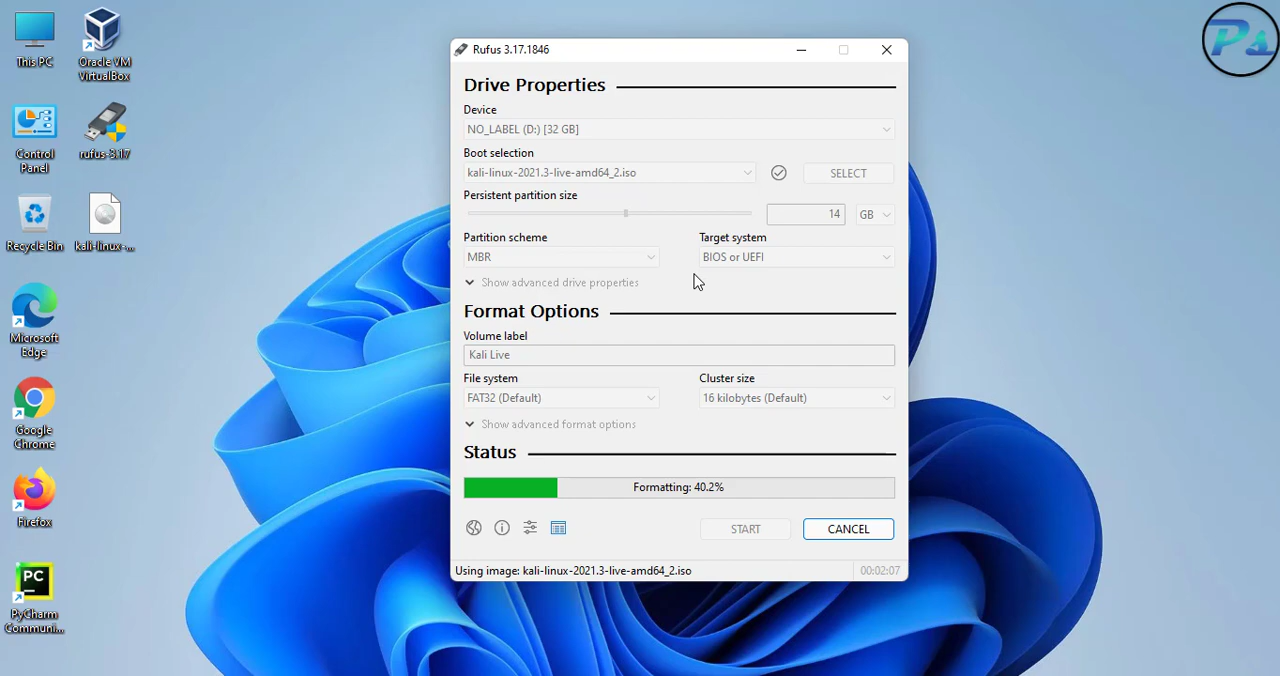 This PC
Oracle VM
VirtualBox
Control
Panel
rufus-3.17
Recycle Bin
kali-linux-...
Microsoft
Edge
Google
Chrome
Firefox
PC
PyCharm
Communi...
Rufus 3.17.1846
Drive Properties
Device
NO_LABEL (D:) [32 GB]
Boot selection
kali-linux-2021.3-live-amd64_2.iso
SELECT
Persistent partition size
14
GB
Partition scheme
Target system
MBR
BIOS or UEFI
Show advanced drive properties
Format Options
Volume label
Kali Live
File system
Cluster size
FAT32 (Default)
16 kilobytes (Default)
Show advanced format options
Status
Formatting: 40.2%
START
CANCEL
Using image: kali-linux-2021.3-live-amd64_2.iso
00:02:07